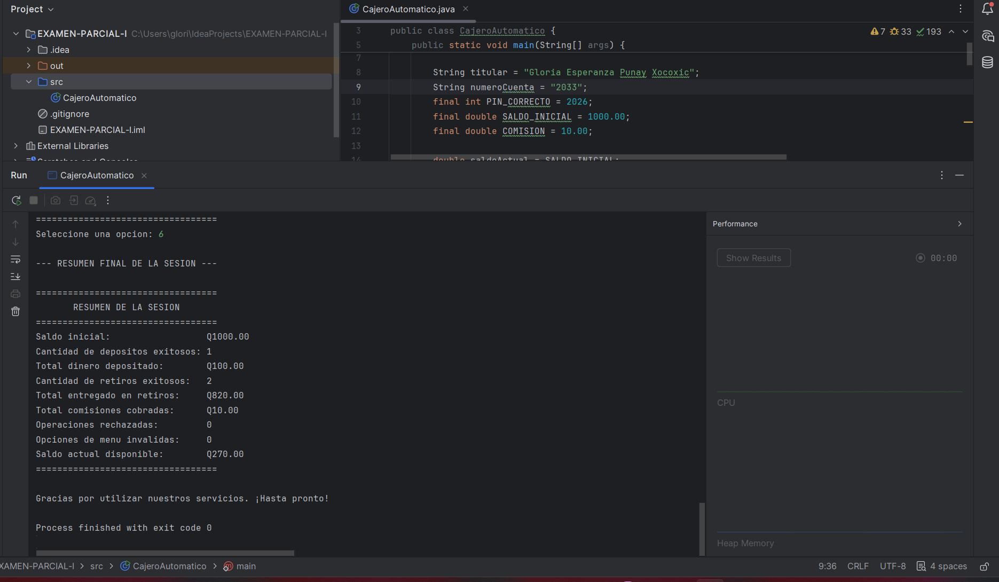 Project
EXAMEN-PARCIAL-I C:\Users\glori\IdeaProjects\EXAMEN-PARCIAL-I
.idea
out
src
CajeroAutomatico
.gitignore
EXAMEN-PARCIAL-I.iml
External Libraries
Scratches and Consoles
CajeroAutomatico.java
7 33 193
3 public class CajeroAutomatico {
5 public static void main(String[] args) {
7
8 String titular = "Gloria Esperanza Punay Xocoxic";
9 String numeroCuenta = "2033";
10 final int PIN_CORRECTO = 2026;
11 final double SALDO_INICIAL = 1000.00;
12 final double COMISION = 10.00;
13
14 double saldoActual = SALDO_INICIAL;
Run CajeroAutomatico
==================================
Seleccione una opcion: 6
--- RESUMEN FINAL DE LA SESION ---
==================================
RESUMEN DE LA SESION
==================================
Saldo inicial: Q1000.00
Cantidad de depositos exitosos: 1
Total dinero depositado: Q100.00
Cantidad de retiros exitosos: 2
Total entregado en retiros: Q820.00
Total comisiones cobradas: Q10.00
Operaciones rechazadas: 0
Opciones de menu invalidas: 0
Saldo actual disponible: Q270.00
==================================
Gracias por utilizar nuestros servicios. ¡Hasta pronto!
Process finished with exit code 0
Performance
Show Results 00:00
CPU
Heap Memory
XAMEN-PARCIAL-I > src > CajeroAutomatico > main
9:36 CRLF UTF-8 4 spaces